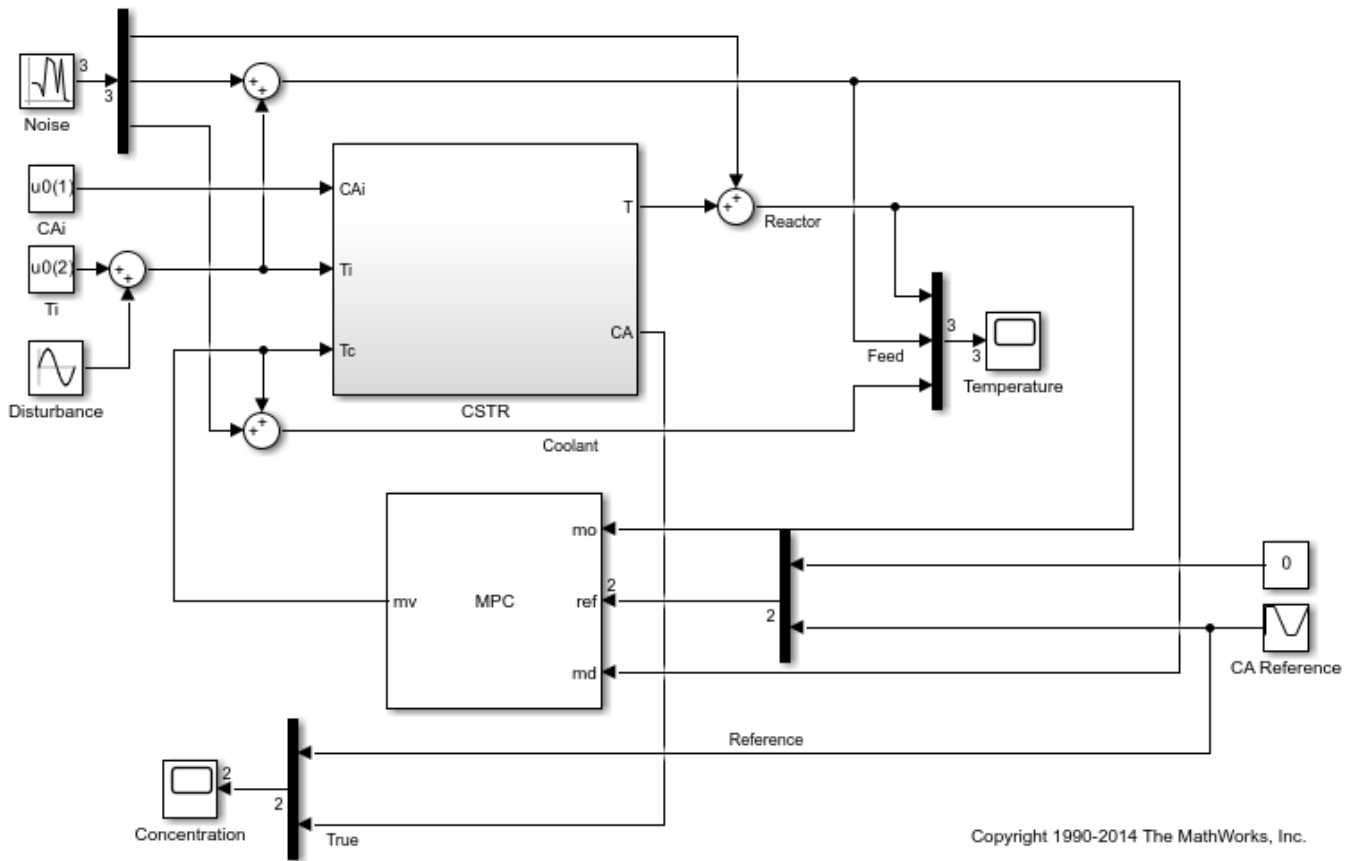 3
3
Noise
u0(1)
CAi
u0(2)
Ti
Disturbance
CAi
Ti
Tc
T
CA
CSTR
Reactor
Feed
3
3
Temperature
Coolant
mo
mv
MPC
ref
md
2
2
0
CA Reference
Reference
2
2
Concentration
True
Copyright 1990-2014 The MathWorks, Inc.